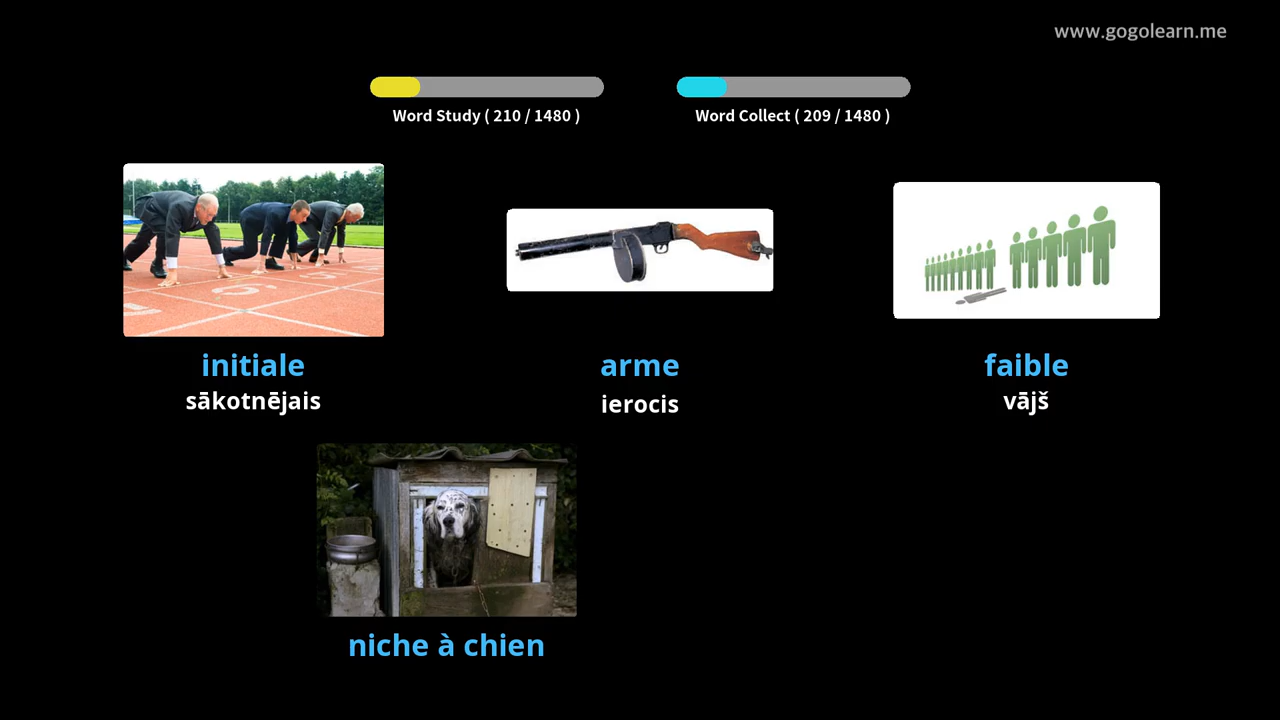 www.gogolearn.me
Word Study ( 210 / 1480 )
Word Collect ( 209 / 1480 )
initiale
sākotnējais
arme
ierocis
faible
vājš
niche à chien